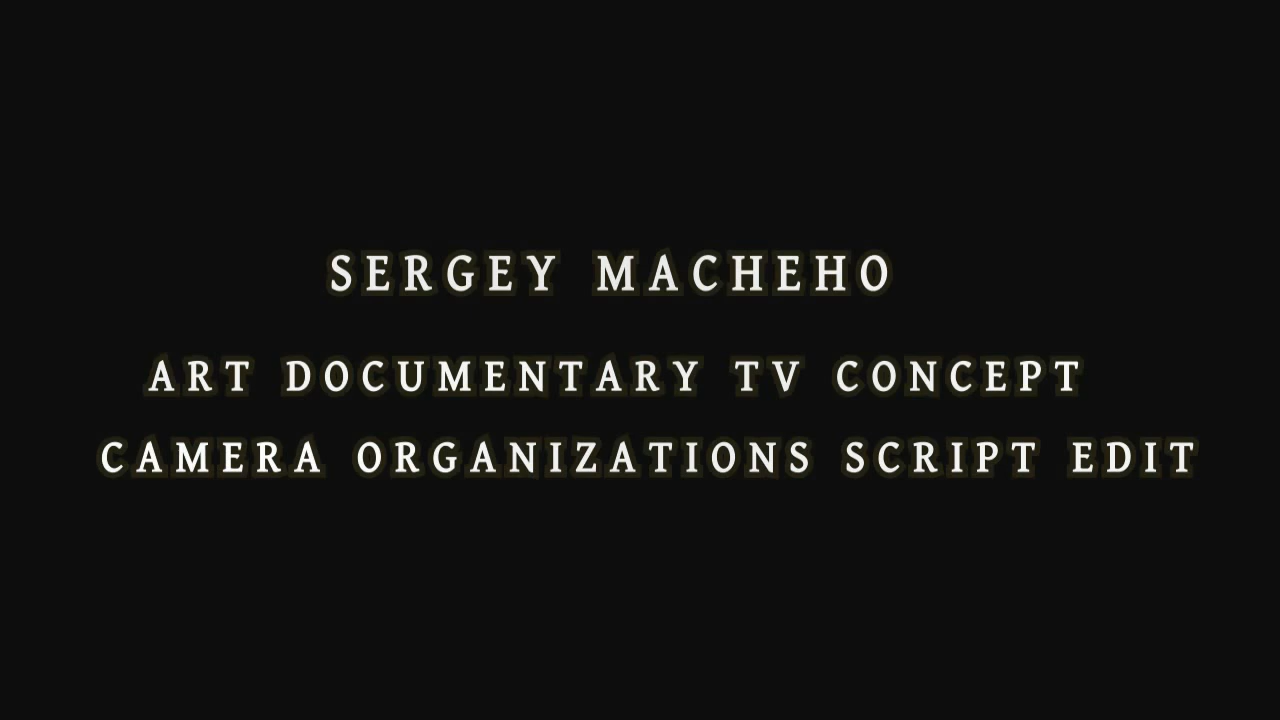 SERGEY MACHEHO
ART DOCUMENTARY TV CONCEPT
CAMERA ORGANIZATIONS SCRIPT EDIT